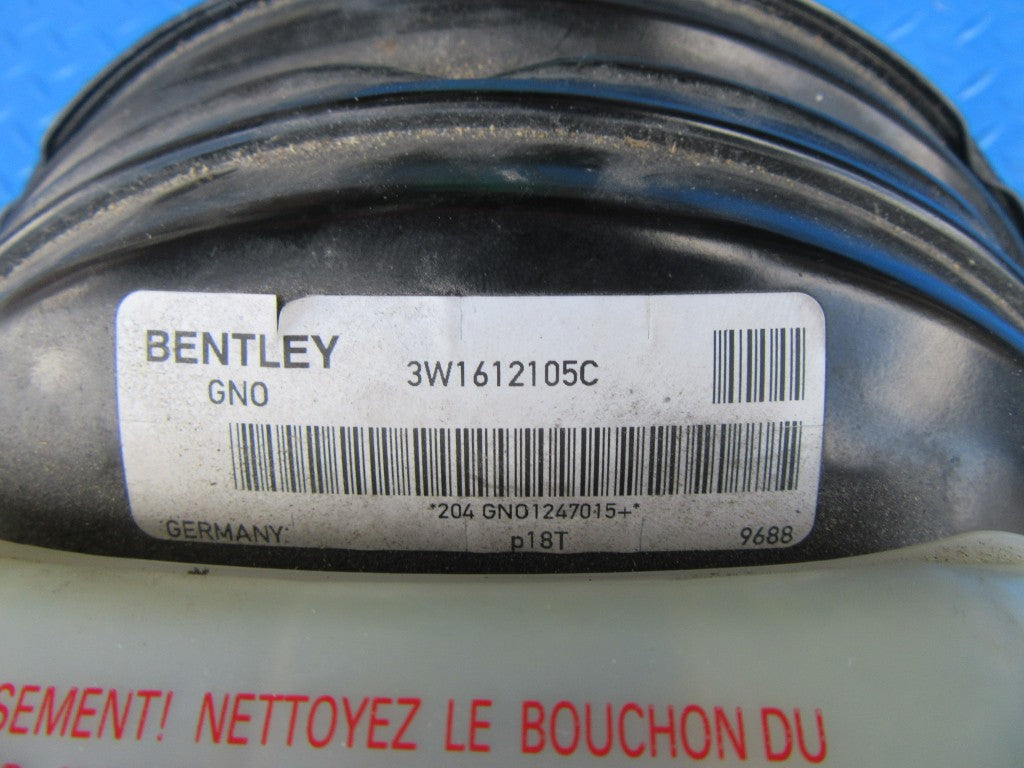 BENTLEY 3W1612105C
GNO
*204 GNO1247015+*
GERMANY p18T 9688
SEMENT! NETTOYEZ LE BOUCHON DU